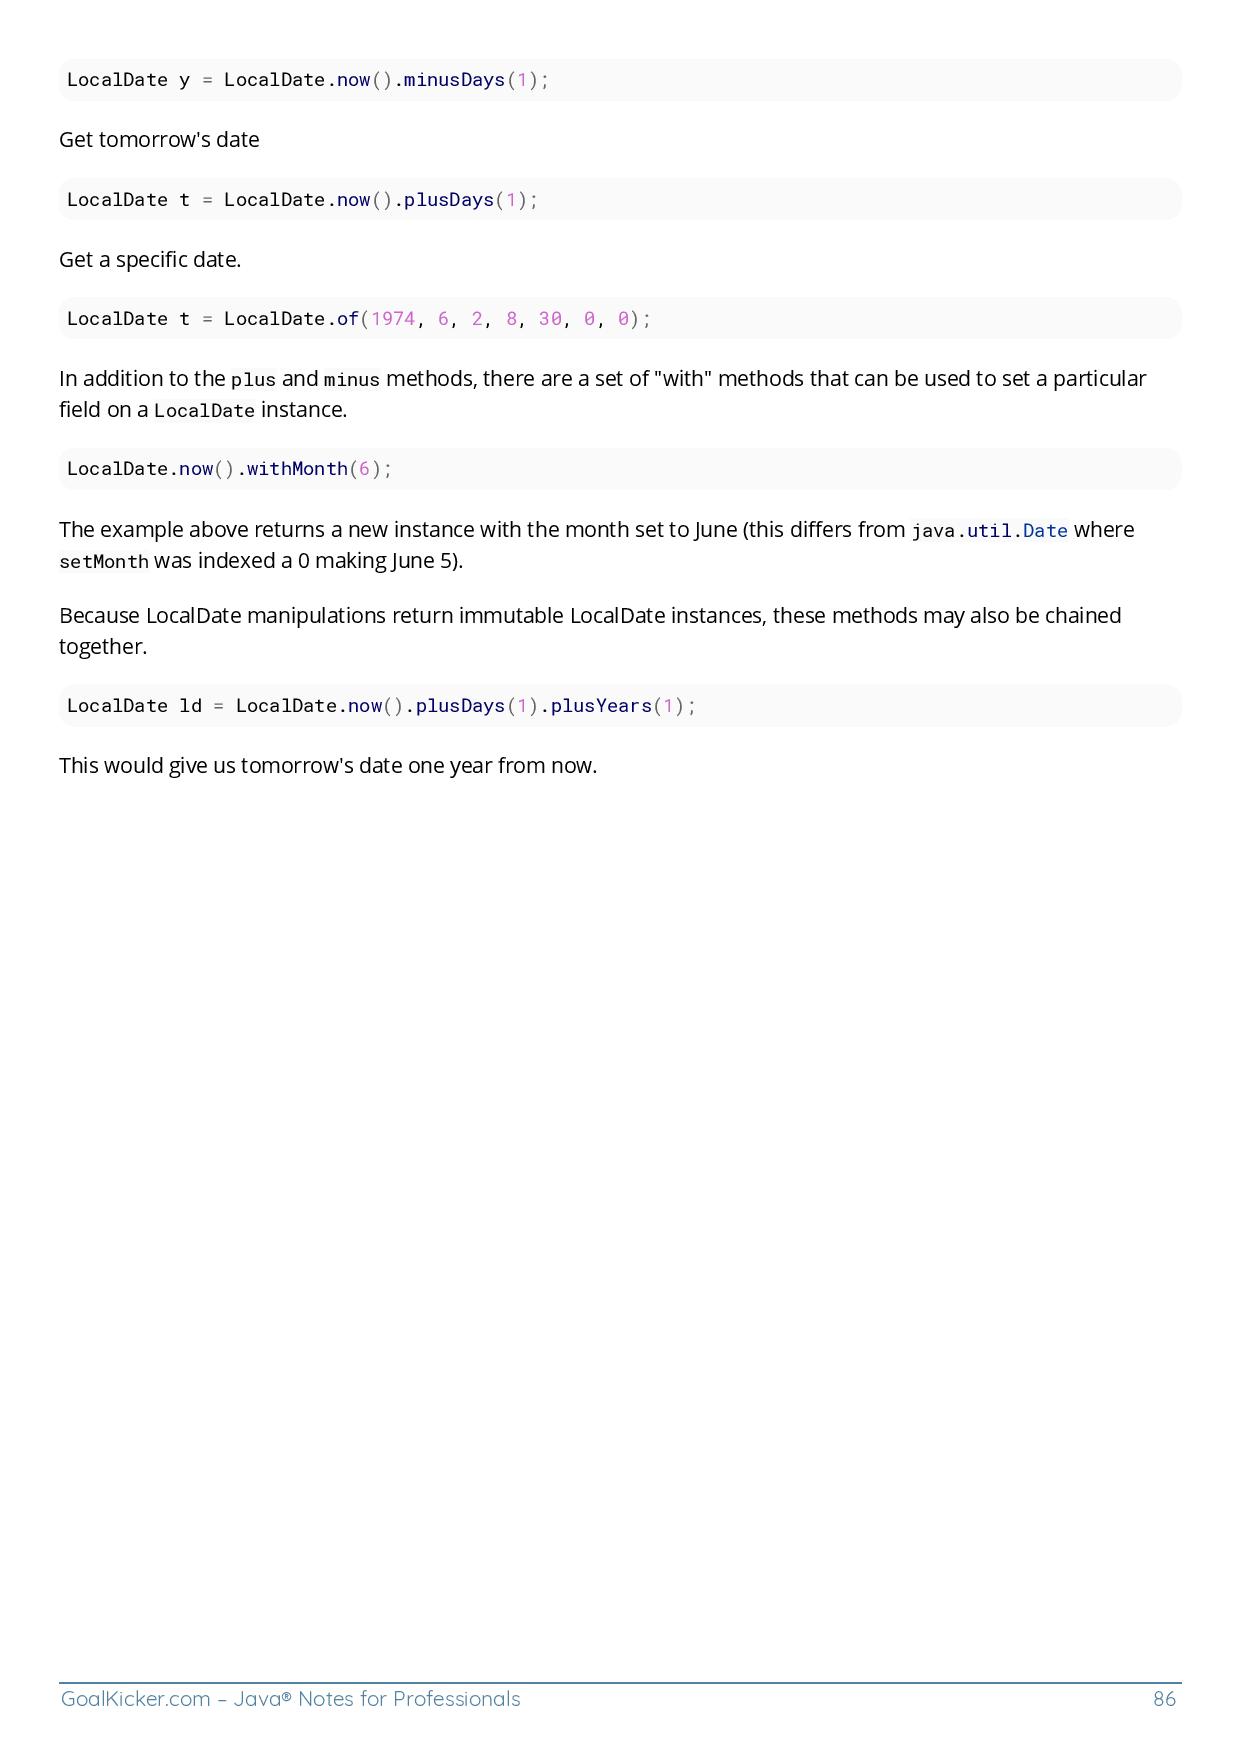 LocalDate y = LocalDate.now().minusDays(1);
Get tomorrow's date
LocalDate t = LocalDate.now().plusDays(1);
Get a specific date.
LocalDate t = LocalDate.of(1974, 6, 2, 8, 30, 0, 0);
In addition to the plus and minus methods, there are a set of "with" methods that can be used to set a particular
field on a LocalDate instance.
LocalDate.now().withMonth(6);
The example above returns a new instance with the month set to June (this differs from java.util.Date where
setMonth was indexed a 0 making June 5).
Because LocalDate manipulations return immutable LocalDate instances, these methods may also be chained
together.
LocalDate ld = LocalDate.now().plusDays(1).plusYears(1);
This would give us tomorrow's date one year from now.
GoalKicker.com – Java® Notes for Professionals 86